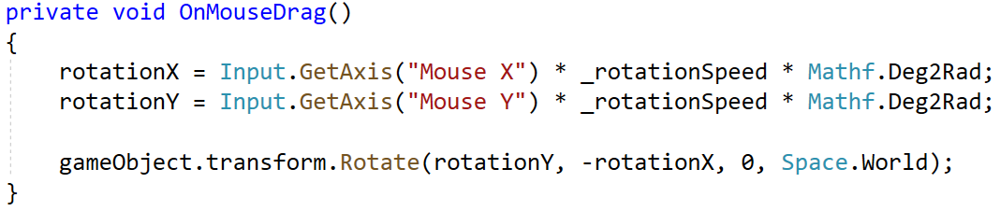 private void OnMouseDrag()
{
    rotationX = Input.GetAxis("Mouse X") * _rotationSpeed * Mathf.Deg2Rad;
    rotationY = Input.GetAxis("Mouse Y") * _rotationSpeed * Mathf.Deg2Rad;
    gameObject.transform.Rotate(rotationY, -rotationX, 0, Space.World);
}